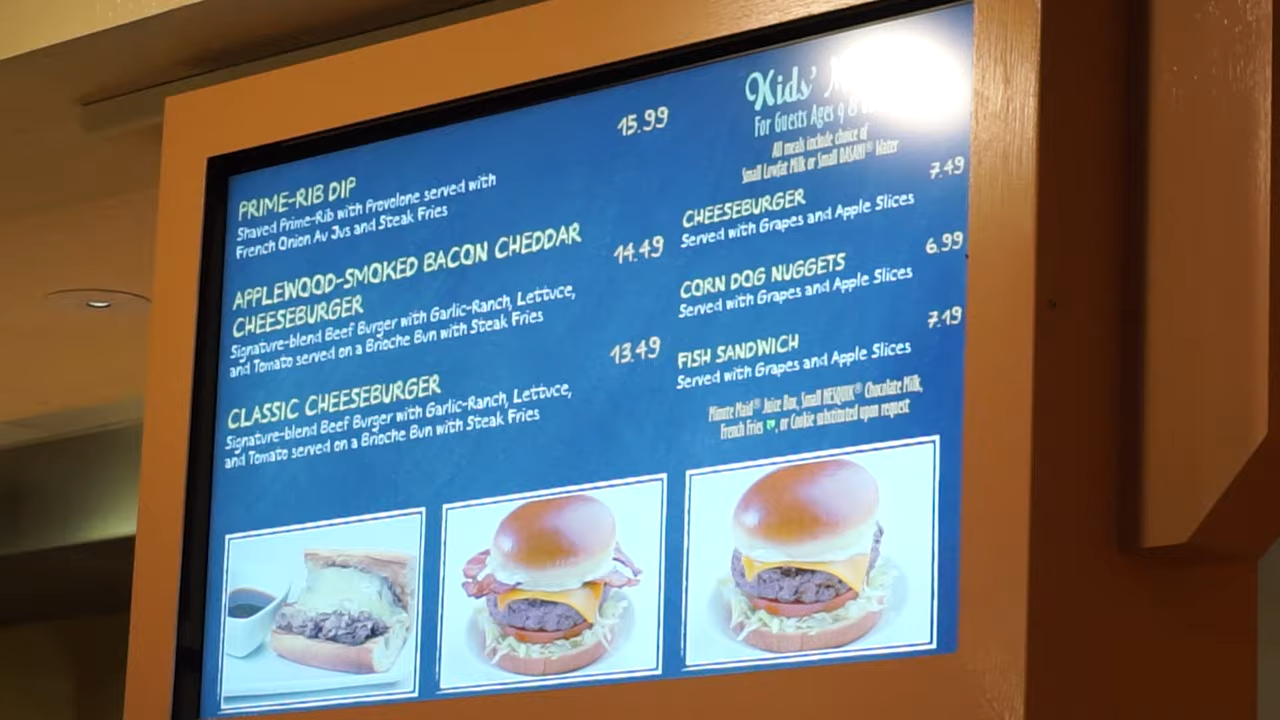 PRIME-RIB DIP 15.99
Shaved Prime-Rib with Provolone served with
French Onion Au Jus and Steak Fries
APPLEWOOD-SMOKED BACON CHEDDAR
CHEESEBURGER 14.49
Signature-blend Beef Burger with Garlic-Ranch, Lettuce,
and Tomato served on a Brioche Bun with Steak Fries
CLASSIC CHEESEBURGER 13.49
Signature-blend Beef Burger with Garlic-Ranch, Lettuce,
and Tomato served on a Brioche Bun with Steak Fries
Kids'
For Guests Ages 9 &
All meals include choice of
Small Lowfat Milk or Small DASANI® Water
CHEESEBURGER 7.49
Served with Grapes and Apple Slices
CORN DOG NUGGETS 6.99
Served with Grapes and Apple Slices
FISH SANDWICH 7.19
Served with Grapes and Apple Slices
Minute Maid® Juice Box, Small NESQUIK® Chocolate Milk,
French Fries, or Cookie substituted upon request